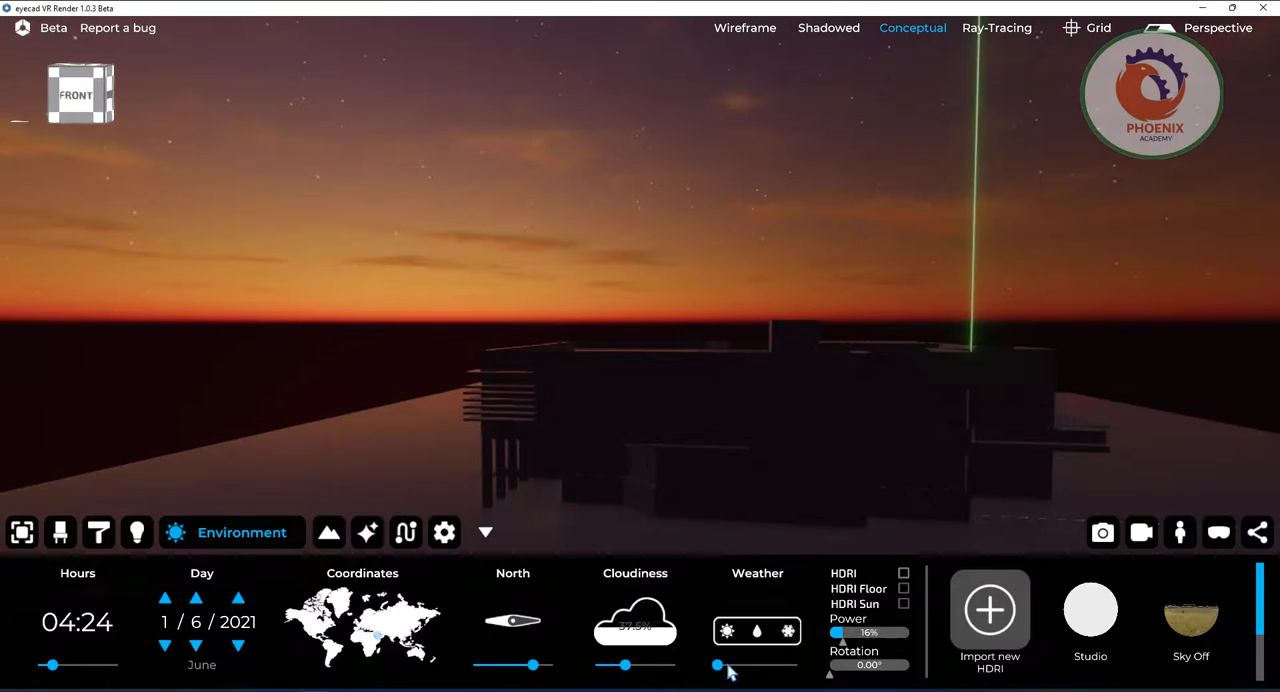 eyecad VR Render 1.0.3 Beta
Beta Report a bug
Wireframe Shadowed Conceptual Ray-Tracing Grid Perspective
FRONT
PHOENIX
ACADEMY
Environment
Hours
04:24
Day
1 / 6 / 2021
June
Coordinates
North
Cloudiness
37.5%
Weather
HDRI
HDRI Floor
HDRI Sun
Power
16%
Rotation
0.00°
Import new
HDRI
Studio
Sky Off